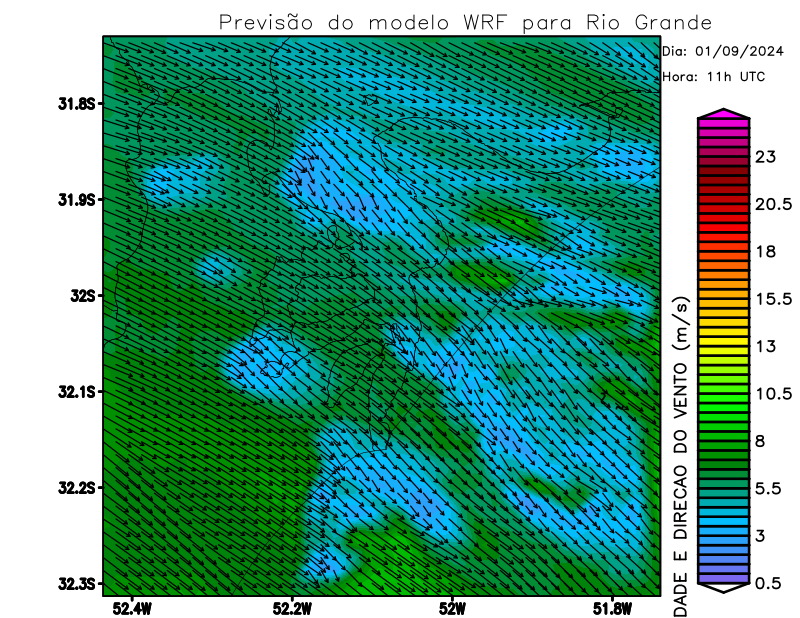 Previsão do modelo WRF para Rio Grande
Dia: 01/09/2024
Hora: 11h UTC
31.8S
31.9S
32S
32.1S
32.2S
32.3S
52.4W
52.2W
52W
51.8W
23
20.5
18
15.5
13
10.5
8
5.5
3
0.5
DADE E DIRECAO DO VENTO (m/s)